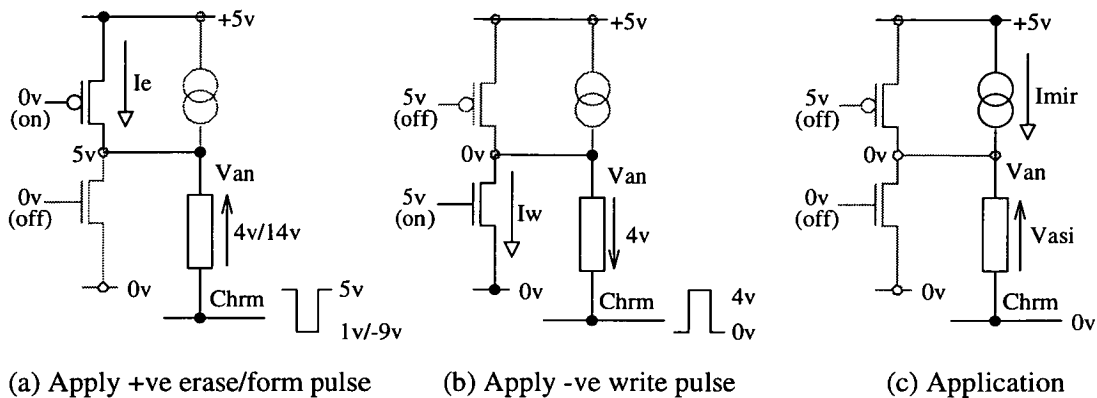 +5v
0v
(on)
Ie
5v
Van
0v
(off)
4v/14v
0v
Chrm
5v
1v/-9v
(a) Apply +ve erase/form pulse
+5v
5v
(off)
0v
Van
5v
(on)
Iw
4v
0v
Chrm
4v
0v
(b) Apply -ve write pulse
+5v
5v
(off)
Imir
0v
Van
0v
(off)
Vasi
0v
Chrm
0v
(c) Application